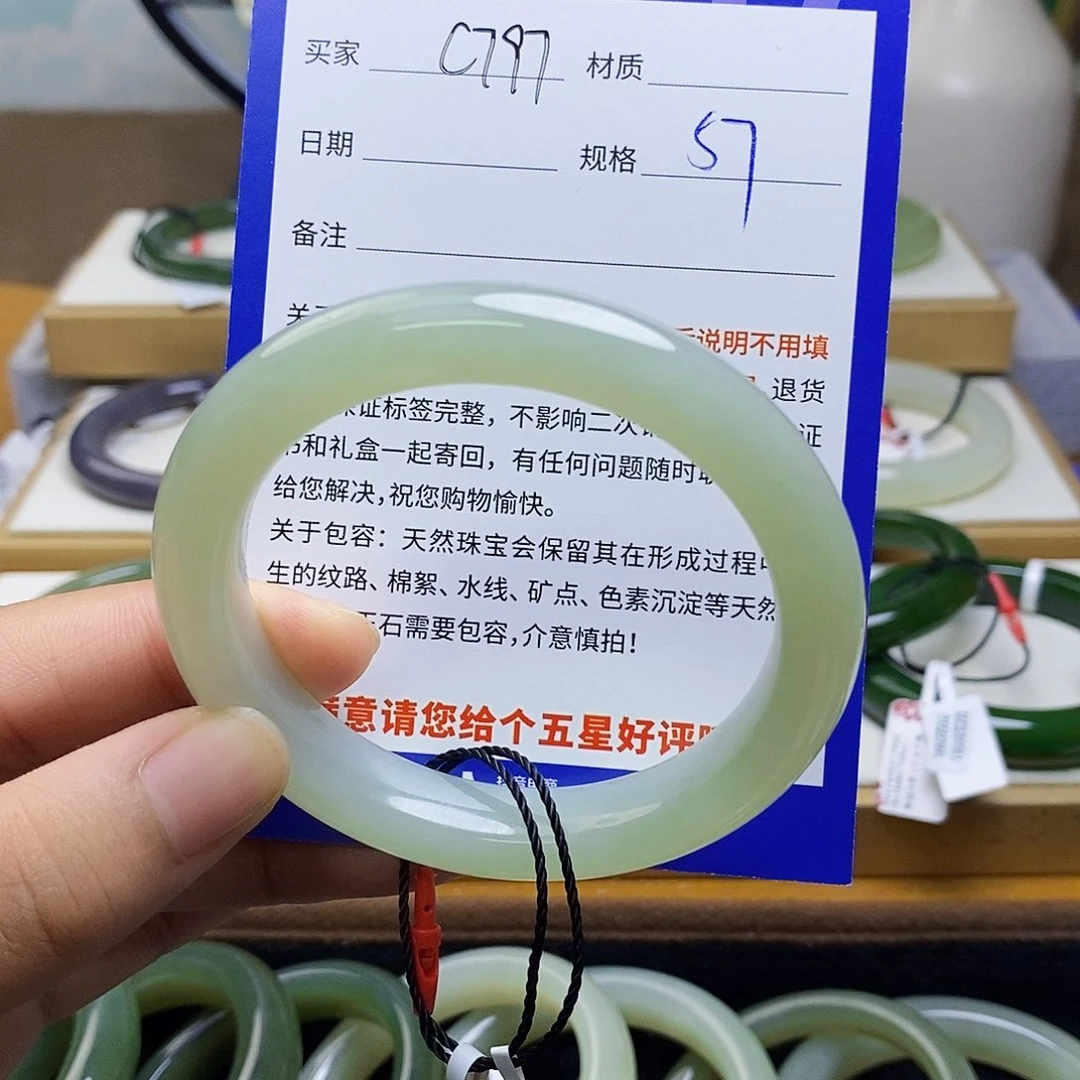 买家 C797 材质
日期 规格 57
备注
说明不用填
退货
证标签完整，不影响二次 证
和礼盒一起寄回，有任何问题随时
给您解决，祝您购物愉快。
关于包容：天然珠宝会保留其在形成过程
生的纹路、棉絮、水线、矿点、色素沉淀等天然
玉石需要包容，介意慎拍！
意请您给个五星好评